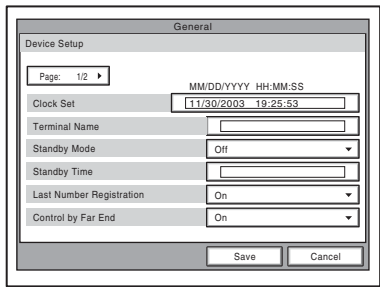 General
Device Setup
Page: 1/2
MM/DD/YYYY HH:MM:SS
Clock Set 11/30/2003 19:25:53
Terminal Name
Standby Mode Off
Standby Time
Last Number Registration On
Control by Far End On
Save Cancel